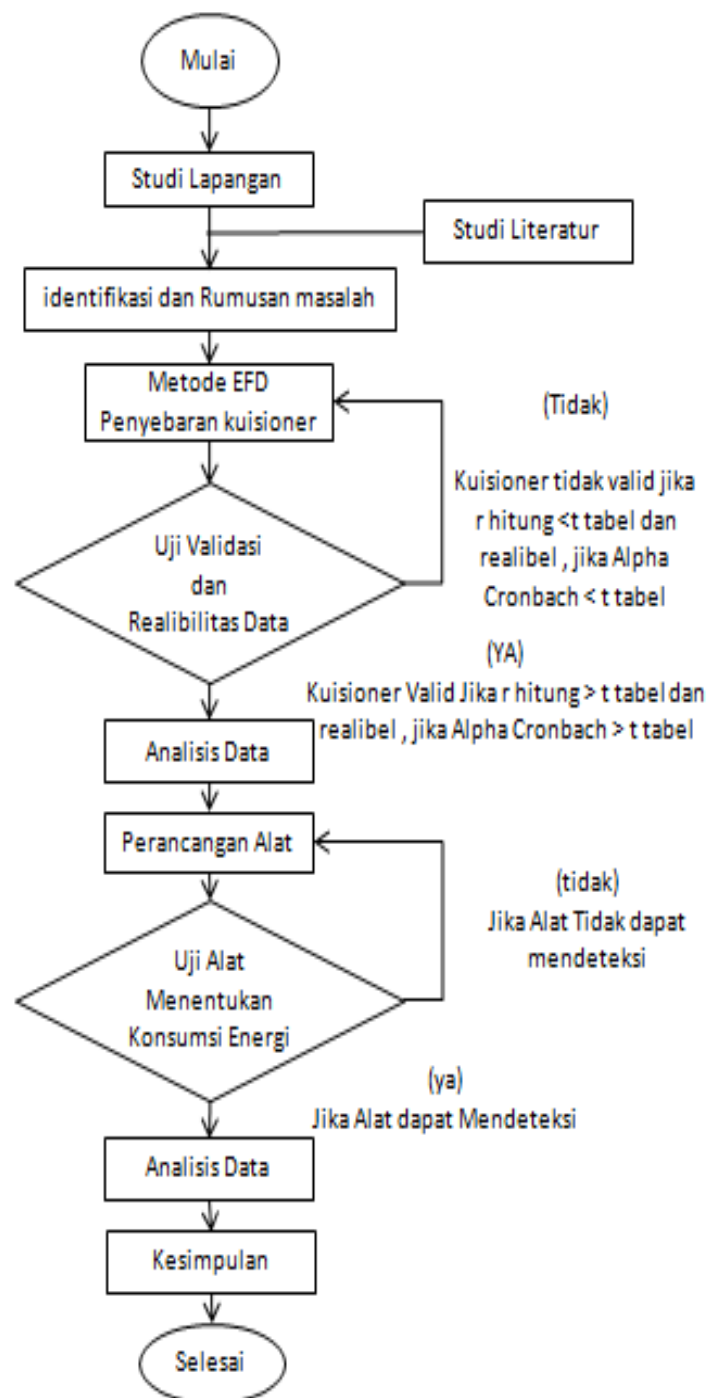 Mulai
Studi Lapangan
Studi Literatur
identifikasi dan Rumusan masalah
Metode EFD
Penyebaran kuisioner
(Tidak)
Kuisioner tidak valid jika
r hitung <t tabel dan
realibel , jika Alpha
Cronbach < t tabel
Uji Validasi
dan
Realibilitas Data
(YA)
Kuisioner Valid Jika r hitung > t tabel dan
realibel , jika Alpha Cronbach > t tabel
Analisis Data
Perancangan Alat
(tidak)
Jika Alat Tidak dapat
mendeteksi
Uji Alat
Menentukan
Konsumsi Energi
(ya)
Jika Alat dapat Mendeteksi
Analisis Data
Kesimpulan
Selesai